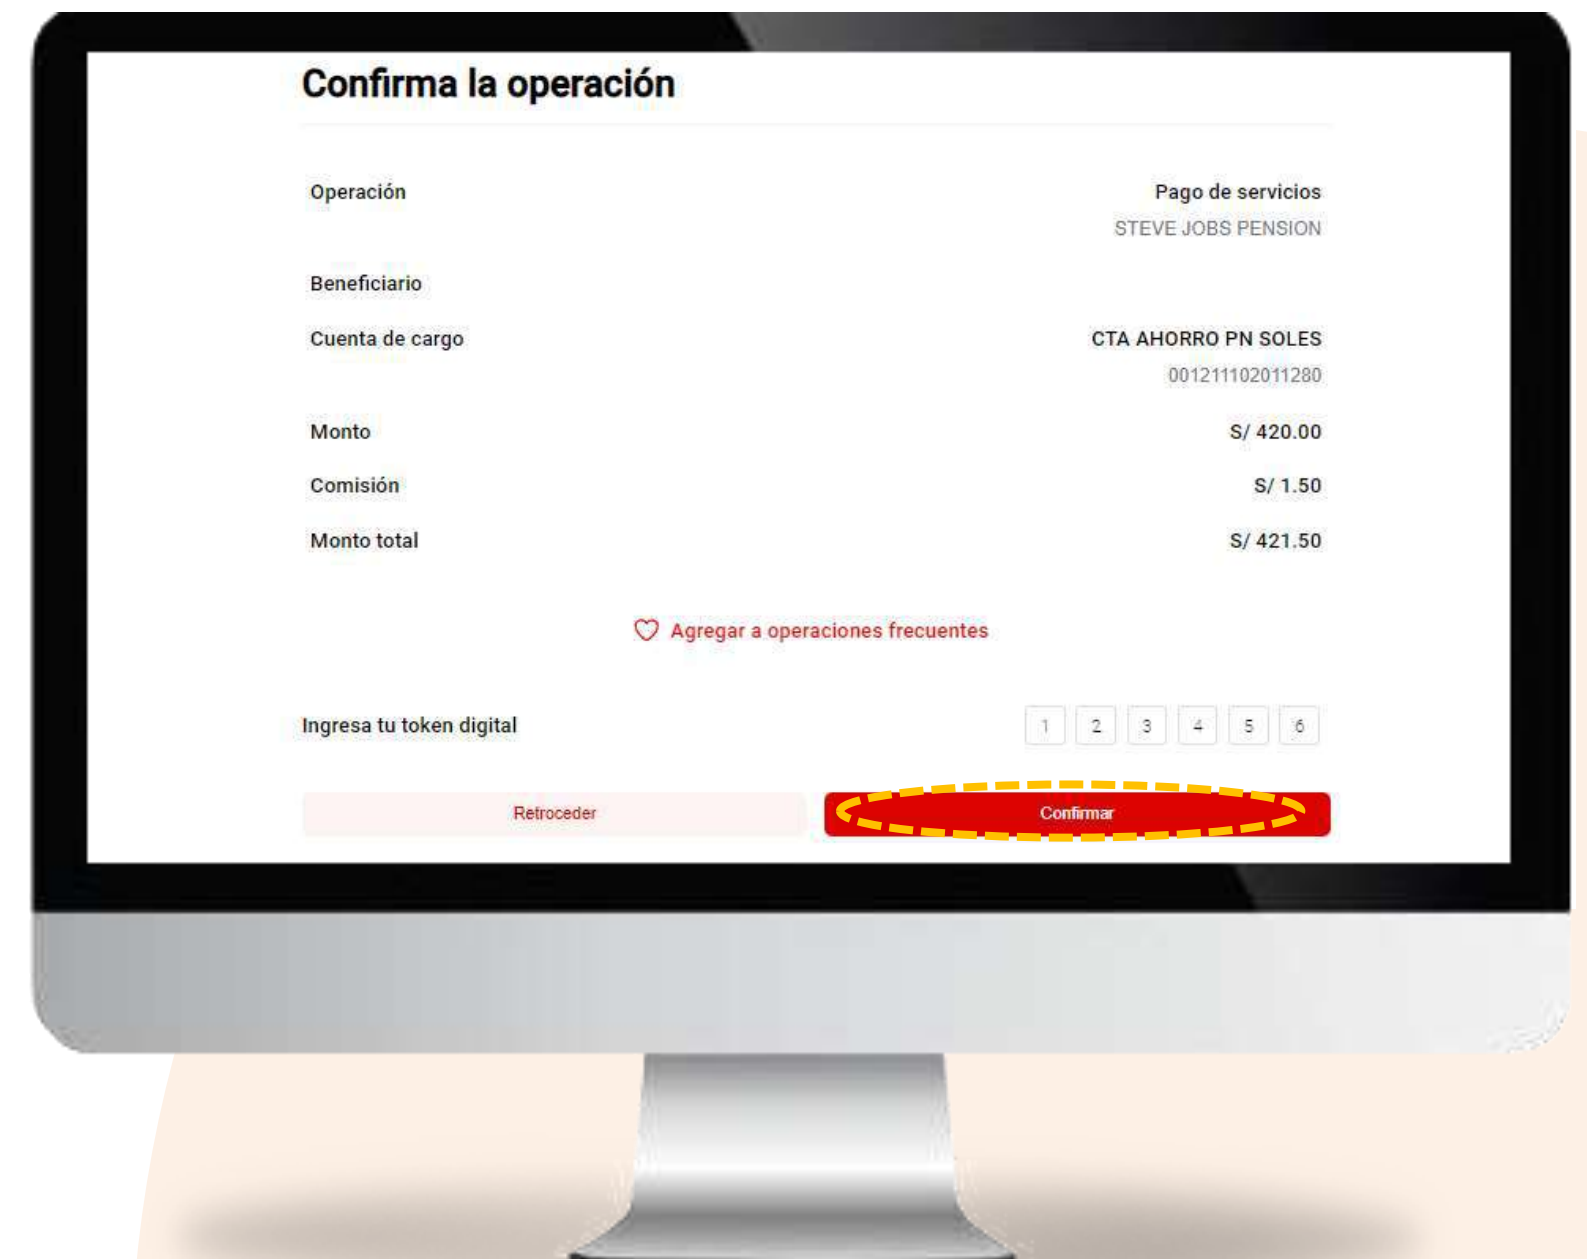 Confirma la operación
Operación Pago de servicios
STEVE JOBS PENSION
Beneficiario
Cuenta de cargo CTA AHORRO PN SOLES
001211102011280
Monto S/ 420.00
Comisión S/ 1.50
Monto total S/ 421.50
Agregar a operaciones frecuentes
Ingresa tu token digital 1 2 3 4 5 6
Retroceder Confirmar